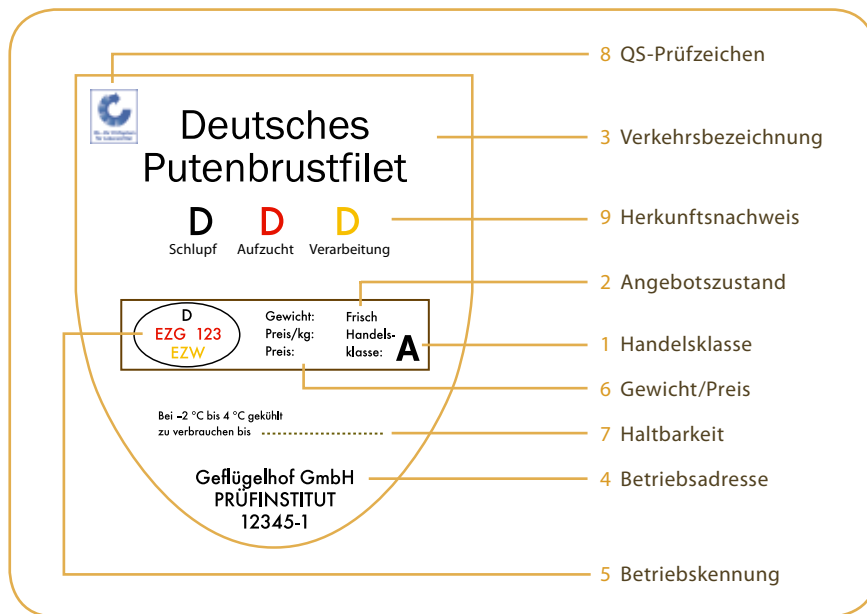 8 QS-Prüfzeichen
Deutsches
Putenbrustfilet
3 Verkehrsbezeichnung
D D D
Schlupf Aufzucht Verarbeitung
9 Herkunftsnachweis
2 Angebotszustand
D
EZG 123
EZW
Gewicht: Frisch
Preis/kg: Handels-
Preis: klasse: A
1 Handelsklasse
6 Gewicht/Preis
Bei –2 °C bis 4 °C gekühlt
zu verbrauchen bis
7 Haltbarkeit
Geflügelhof GmbH
PRÜFINSTITUT
12345-1
4 Betriebsadresse
5 Betriebskennung